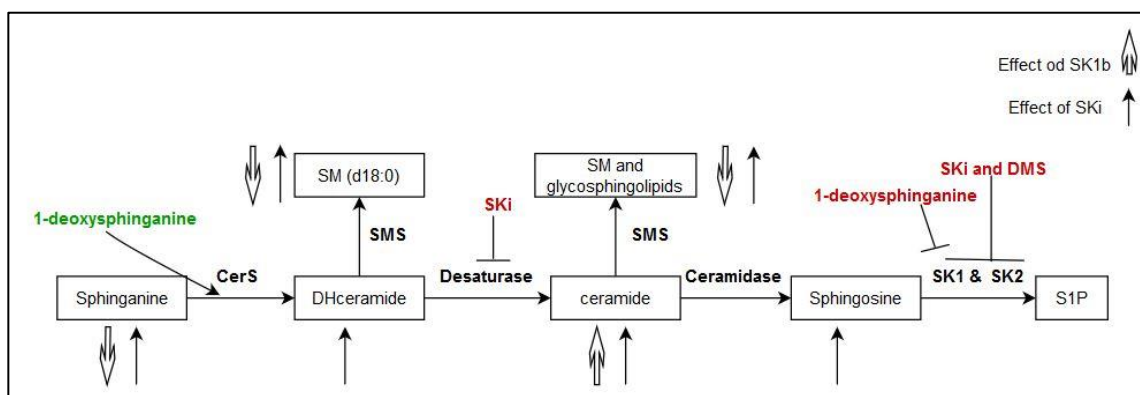 Effect od SK1b
Effect of SKi
SM (d18:0)
SM and
glycosphingolipids
SKi and DMS
1-deoxysphinganine
SKi
1-deoxysphinganine
SMS
SMS
CerS
Desaturase
Ceramidase
SK1 & SK2
Sphinganine
DHceramide
ceramide
Sphingosine
S1P